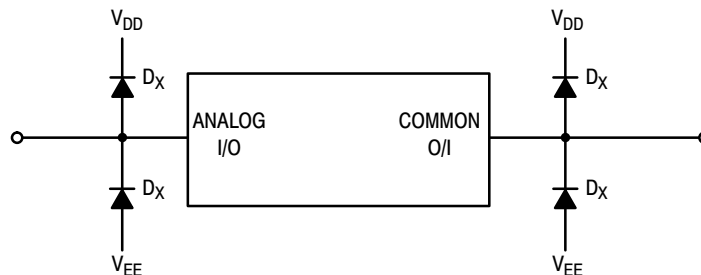 VDD
VDD
DX
DX
ANALOG
I/O
COMMON
O/I
DX
DX
VEE
VEE